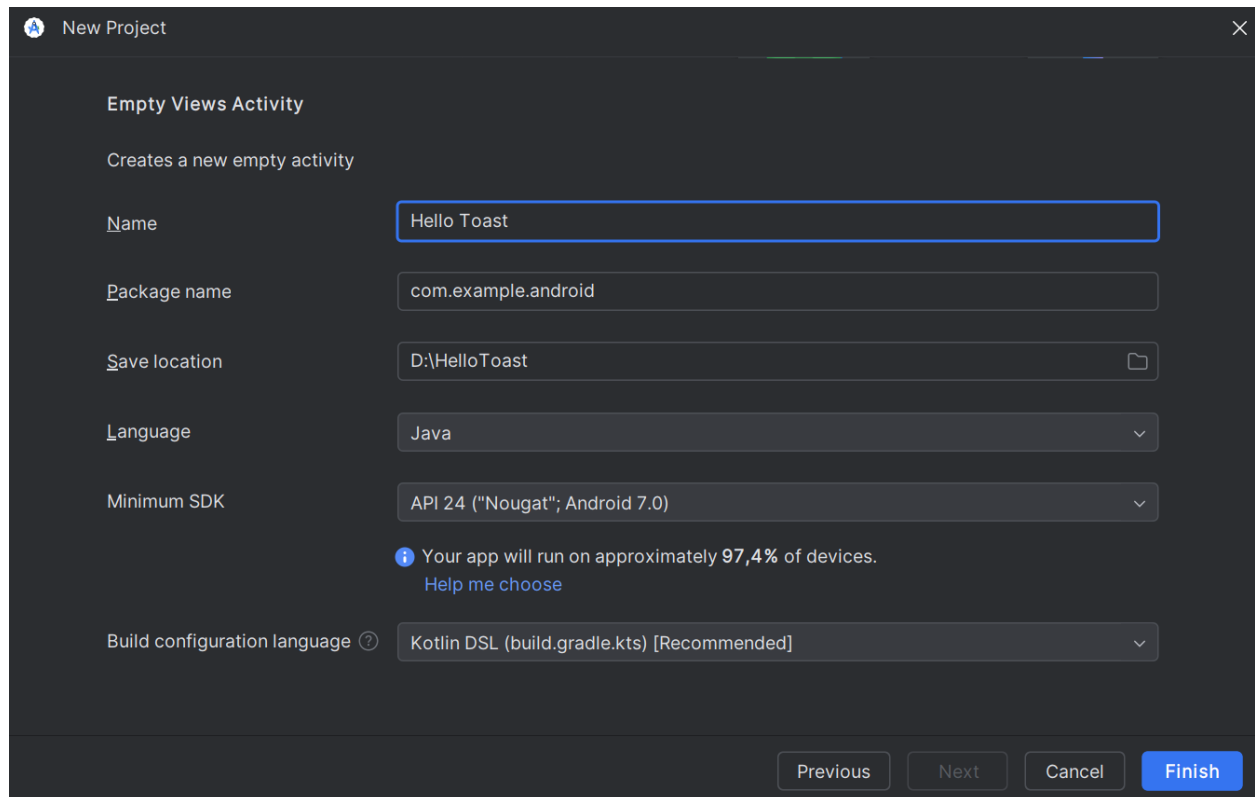 New Project
Empty Views Activity
Creates a new empty activity
Name
Hello Toast
Package name
com.example.android
Save location
D:\HelloToast
Language
Java
Minimum SDK
API 24 ("Nougat"; Android 7.0)
Your app will run on approximately 97,4% of devices.
Help me choose
Build configuration language
Kotlin DSL (build.gradle.kts) [Recommended]
Previous
Next
Cancel
Finish